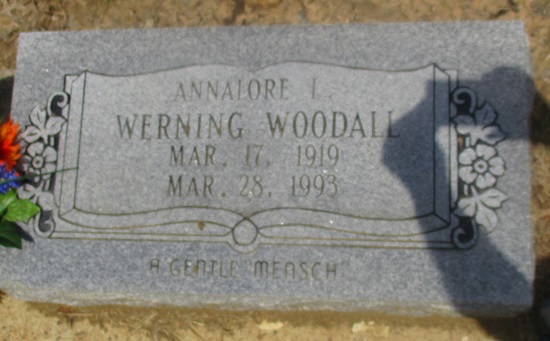 ANNALORE L.
WERNING WOODALL
MAR. 17, 1919
MAR. 28, 1993
A GENTLE "MENSCH"